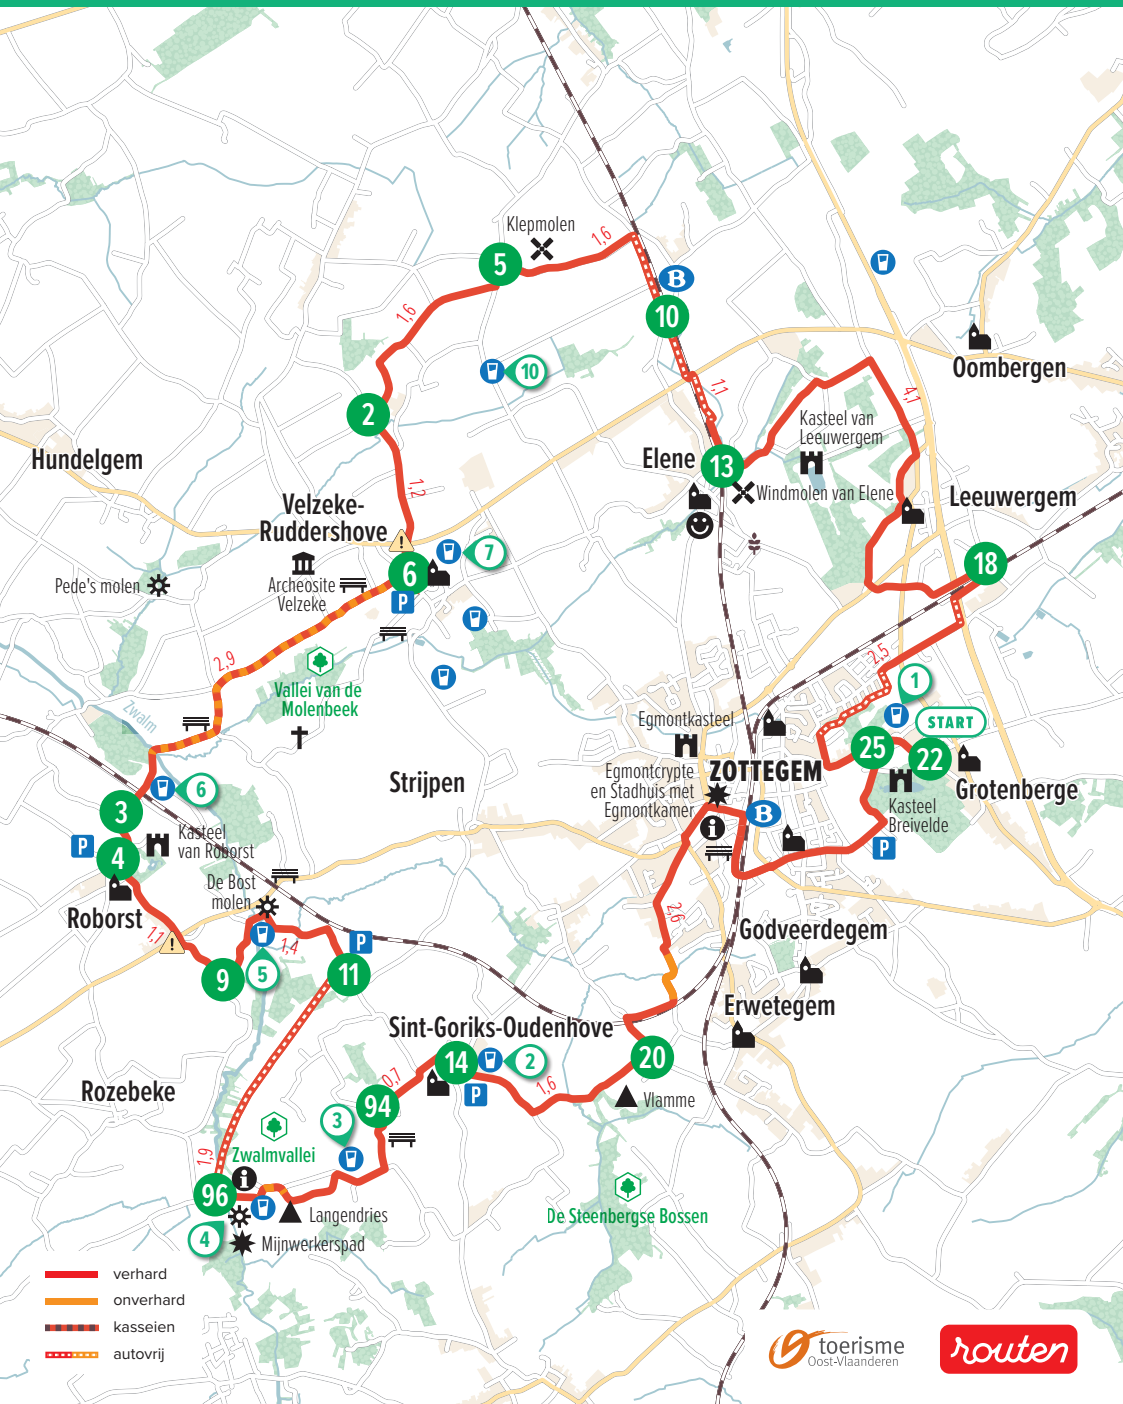 Klepmolen
1,6
5
B
10
1,6
10
Oombergen
1,1
4,1
2
Kasteel van
Leeuwergem
Hundelgem
Elene
13
1,2
Windmolen van Elene
Leeuwergem
Velzeke-
Ruddershove
!
7
6
18
Pede's molen
Archeosite
Velzeke
P
2,9
2,5
Vallei van de
Molenbeek
1
Zwalm
Egmontkasteel
START
25
22
Strijpen
Egmontcrypte
en Stadhuis met
Egmontkamer
ZOTTEGEM
6
Grotenberge
3
Kasteel
Breivelde
B
i
P
Kasteel
van Roborst
P
4
De Bost
molen
Roborst
1,1
!
2,6
1,4
P
Godveerdegem
9
5
11
Erwetegem
Sint-Goriks-Oudenhove
14
2
20
0,7
1,6
P
Rozebeke
94
Vlamme
3
Zwalmvallei
1,9
i
96
Langendries
De Steenbergse Bossen
4
Mijnwerkerspad
verhard
onverhard
kasseien
autovrij
toerisme
Oost-Vlaanderen
routen